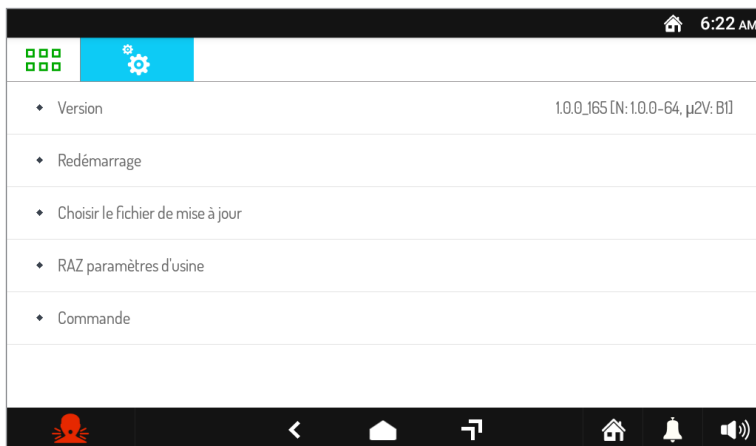 6:22 AM
Version 1.0.0_165 [N: 1.0.0-64, µ2V: B1]
Redémarrage
Choisir le fichier de mise à jour
RAZ paramètres d'usine
Commande